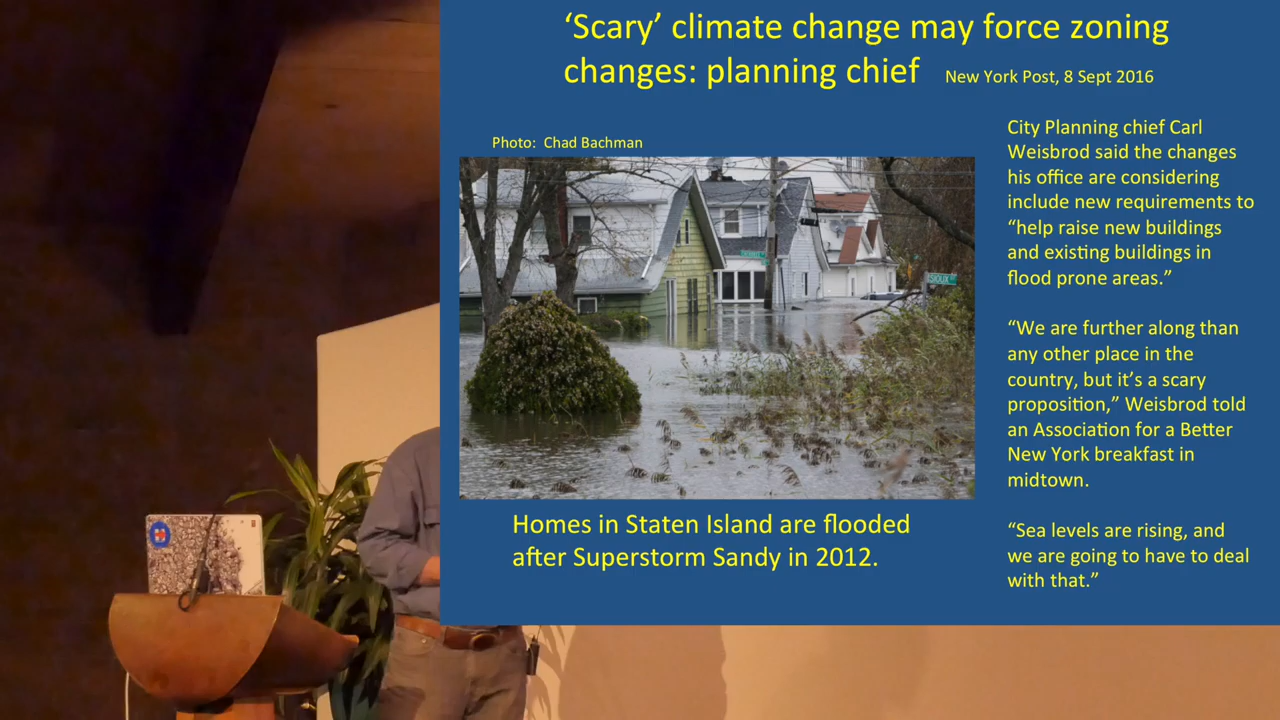 ‘Scary’ climate change may force zoning
changes: planning chief New York Post, 8 Sept 2016
Photo: Chad Bachman
Homes in Staten Island are flooded
after Superstorm Sandy in 2012.
City Planning chief Carl
Weisbrod said the changes
his office are considering
include new requirements to
“help raise new buildings
and existing buildings in
flood prone areas.”
“We are further along than
any other place in the
country, but it’s a scary
proposition,” Weisbrod told
an Association for a Better
New York breakfast in
midtown.
“Sea levels are rising, and
we are going to have to deal
with that.”